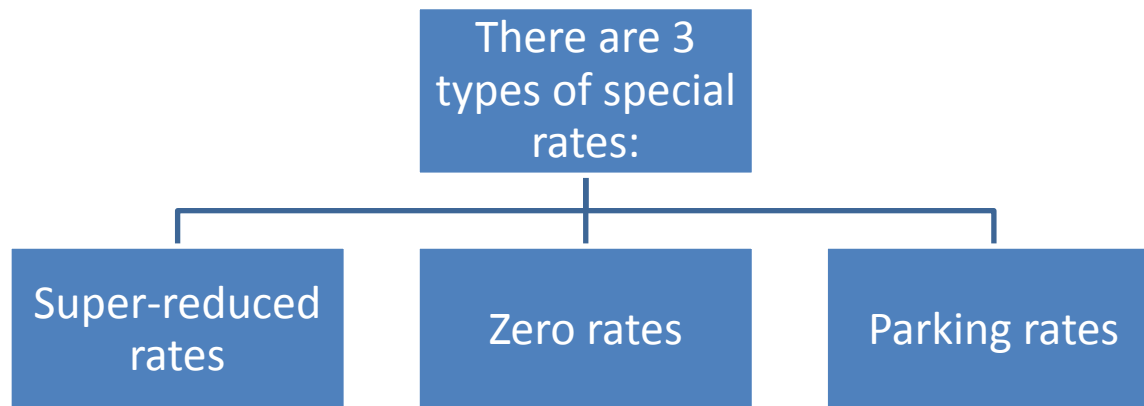 There are 3
types of special
rates:
Super-reduced
rates
Zero rates
Parking rates